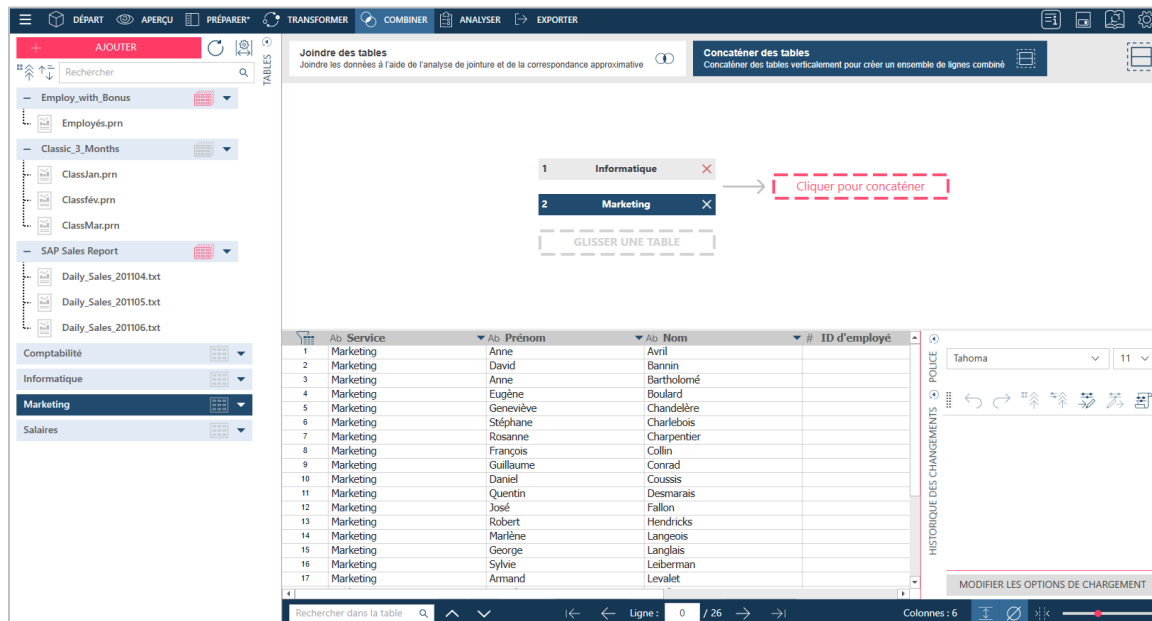 DÉPART APERÇU PRÉPARER* TRANSFORMER COMBINER ANALYSER EXPORTER
+ AJOUTER
Rechercher
TABLES
Employ_with_Bonus
Employés.prn
Classic_3_Months
ClassJan.prn
Classfév.prn
ClassMar.prn
SAP Sales Report
Daily_Sales_201104.txt
Daily_Sales_201105.txt
Daily_Sales_201106.txt
Comptabilité
Informatique
Marketing
Salaires
Joindre des tables
Joindre les données à l'aide de l'analyse de jointure et de la correspondance approximative
Concaténer des tables
Concaténer des tables verticalement pour créer un ensemble de lignes combiné
1 Informatique
2 Marketing
GLISSER UNE TABLE
Cliquer pour concaténer
Ab Service Ab Prénom Ab Nom # ID d'employé
1 Marketing Anne Avril
2 Marketing David Bannin
3 Marketing Anne Bartholomé
4 Marketing Eugène Boulard
5 Marketing Geneviève Chandelère
6 Marketing Stéphane Charlebois
7 Marketing Rosanne Charpentier
8 Marketing François Collin
9 Marketing Guillaume Conrad
10 Marketing Daniel Coussis
11 Marketing Quentin Desmarais
12 Marketing José Fallon
13 Marketing Robert Hendricks
14 Marketing Marlène Langeois
15 Marketing George Langlais
16 Marketing Sylvie Leiberman
17 Marketing Armand Levalet
POLICE
Tahoma 11
HISTORIQUE DES CHANGEMENTS
MODIFIER LES OPTIONS DE CHARGEMENT
Rechercher dans la table Ligne : 0 / 26 Colonnes : 6